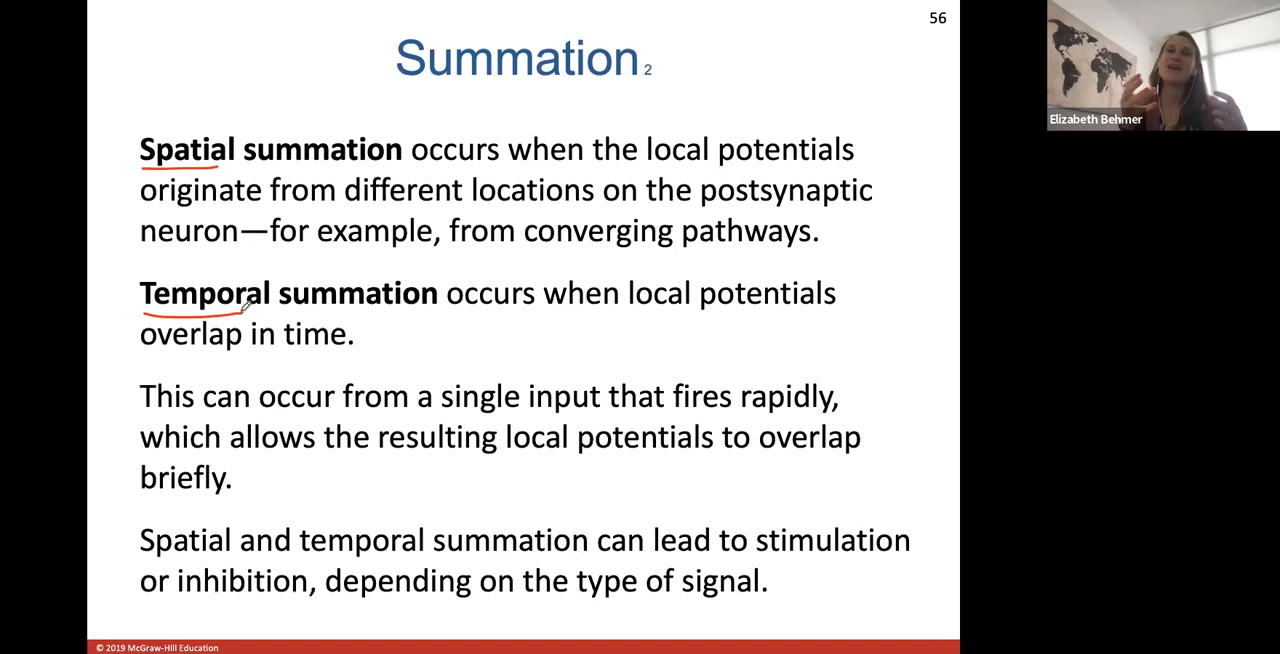 56
Summation 2
Elizabeth Behmer
Spatial summation occurs when the local potentials
originate from different locations on the postsynaptic
neuron—for example, from converging pathways.
Temporal summation occurs when local potentials
overlap in time.
This can occur from a single input that fires rapidly,
which allows the resulting local potentials to overlap
briefly.
Spatial and temporal summation can lead to stimulation
or inhibition, depending on the type of signal.
© 2019 McGraw-Hill Education